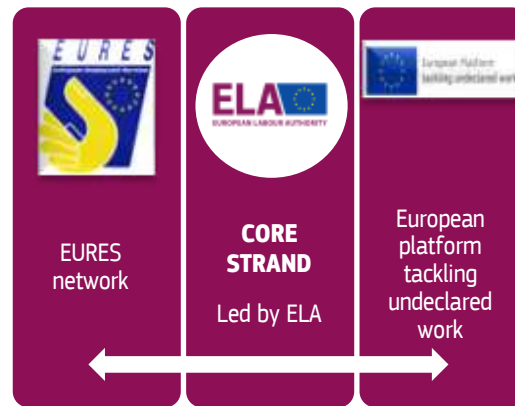 EURES
EURES
network
ELA
EUROPEAN LABOUR AUTHORITY
CORE
STRAND
Led by ELA
European Platform
tackling undeclared work
European
platform
tackling
undeclared
work